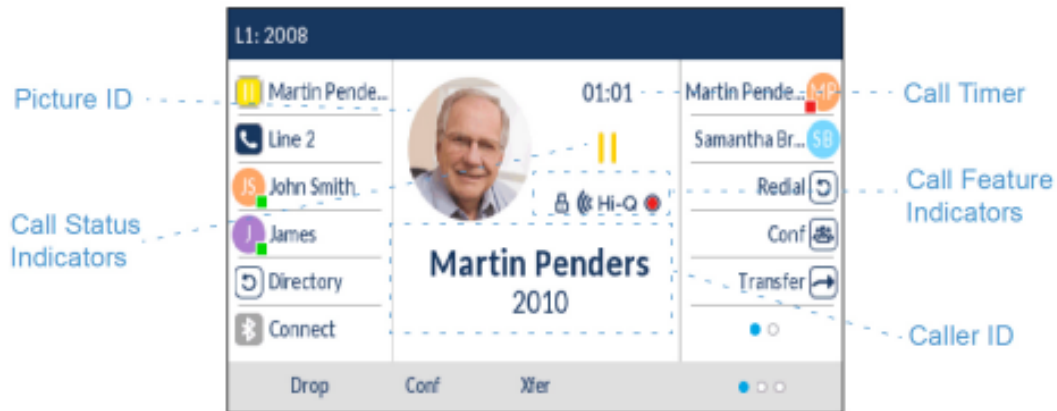 L1: 2008
Picture ID
Martin Pende...
01:01
Martin Pende...
MP
Call Timer
Line 2
Samantha Br...
SB
JS
John Smith
Hi-Q
Redial
Call Feature
Indicators
Call Status
Indicators
J
James
Conf
Martin Penders
2010
Directory
Transfer
Connect
Caller ID
Drop
Conf
Xfer